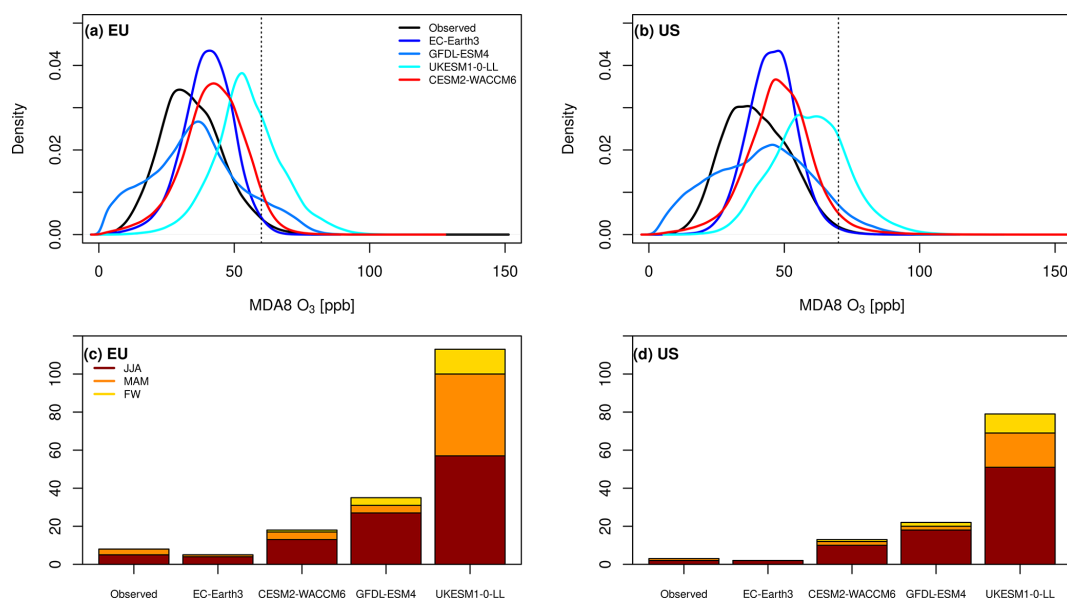 (a) EU
Observed
EC-Earth3
GFDL-ESM4
UKESM1-0-LL
CESM2-WACCM6
Density
0.00
0.02
0.04
0
50
100
150
MDA8 O₃ [ppb]
(b) US
Density
0.00
0.02
0.04
0
50
100
150
MDA8 O₃ [ppb]
(c) EU
JJA
MAM
FW
0
20
40
60
80
100
Observed
EC-Earth3
CESM2-WACCM6
GFDL-ESM4
UKESM1-0-LL
(d) US
0
20
40
60
80
100
Observed
EC-Earth3
CESM2-WACCM6
GFDL-ESM4
UKESM1-0-LL